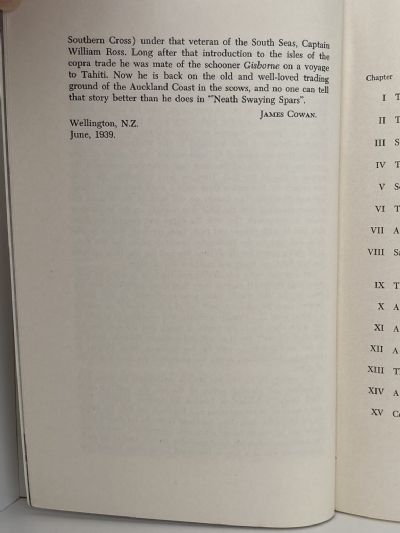 Southern Cross) under that veteran of the South Seas, Captain
William Ross. Long after that introduction to the isles of the
copra trade he was mate of the schooner Gisborne on a voyage
to Tahiti. Now he is back on the old and well-loved trading
ground of the Auckland Coast in the scows, and no one can tell
that story better than he does in "'Neath Swaying Spars".
James Cowan.
Wellington, N.Z.
June, 1939.
Chapter
I T
II T
III S
IV T
V S
VI T
VII A
VIII S
IX T
X A
XI A
XII A
XIII T
XIV A
XV C